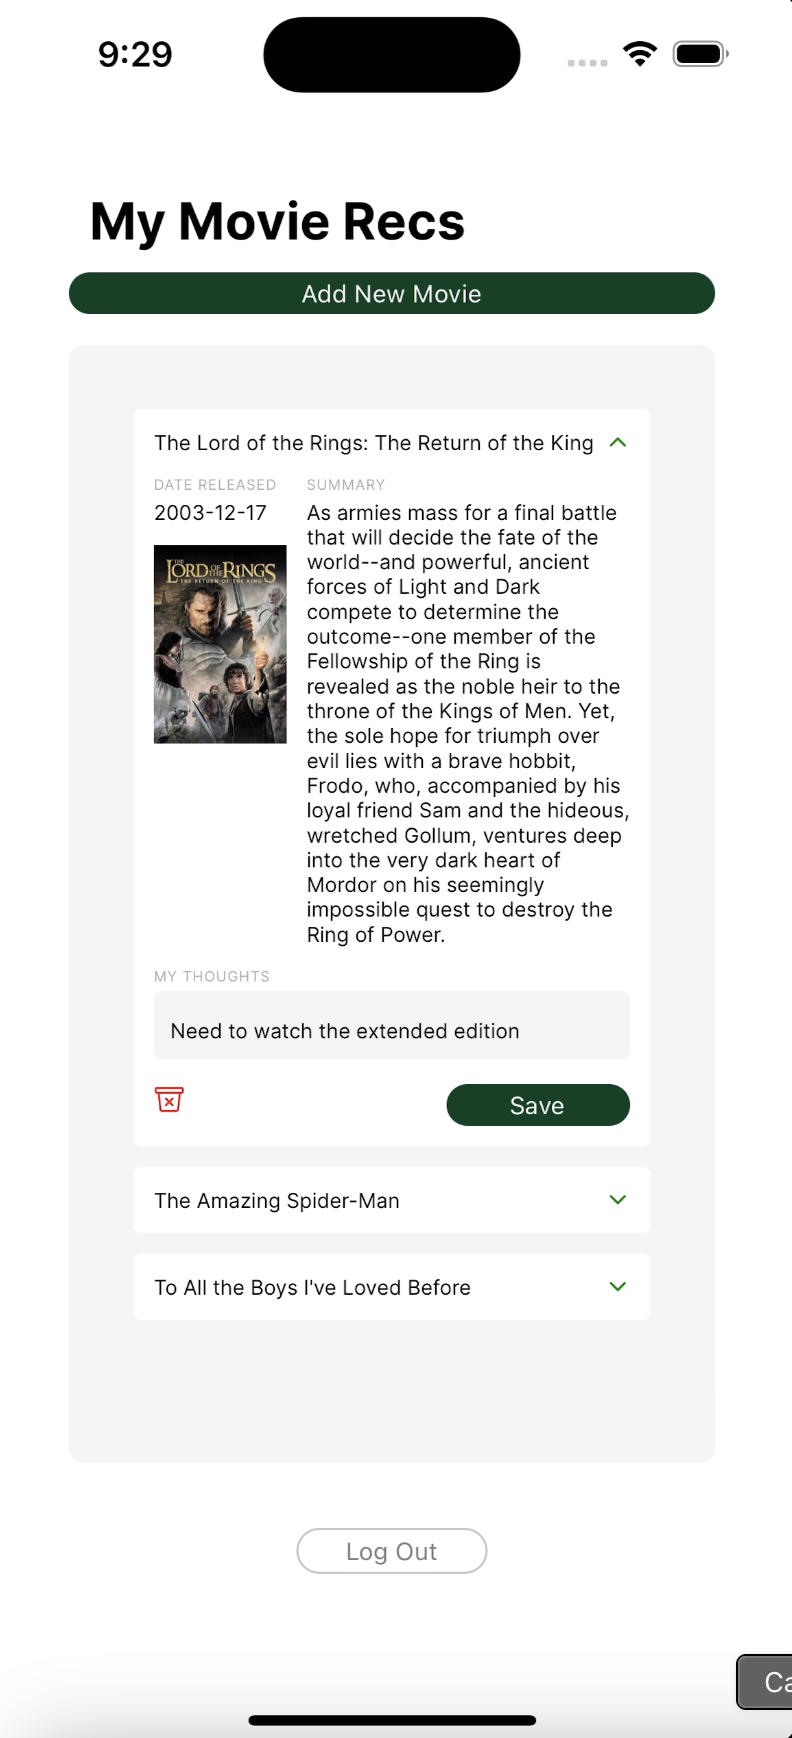 9:29
My Movie Recs
Add New Movie
The Lord of the Rings: The Return of the King
DATE RELEASED
2003-12-17
THE LORD OF THE RINGS
THE RETURN OF THE KING
SUMMARY
As armies mass for a final battle
that will decide the fate of the
world--and powerful, ancient
forces of Light and Dark
compete to determine the
outcome--one member of the
Fellowship of the Ring is
revealed as the noble heir to the
throne of the Kings of Men. Yet,
the sole hope for triumph over
evil lies with a brave hobbit,
Frodo, who, accompanied by his
loyal friend Sam and the hideous,
wretched Gollum, ventures deep
into the very dark heart of
Mordor on his seemingly
impossible quest to destroy the
Ring of Power.
MY THOUGHTS
Need to watch the extended edition
Save
The Amazing Spider-Man
To All the Boys I've Loved Before
Log Out